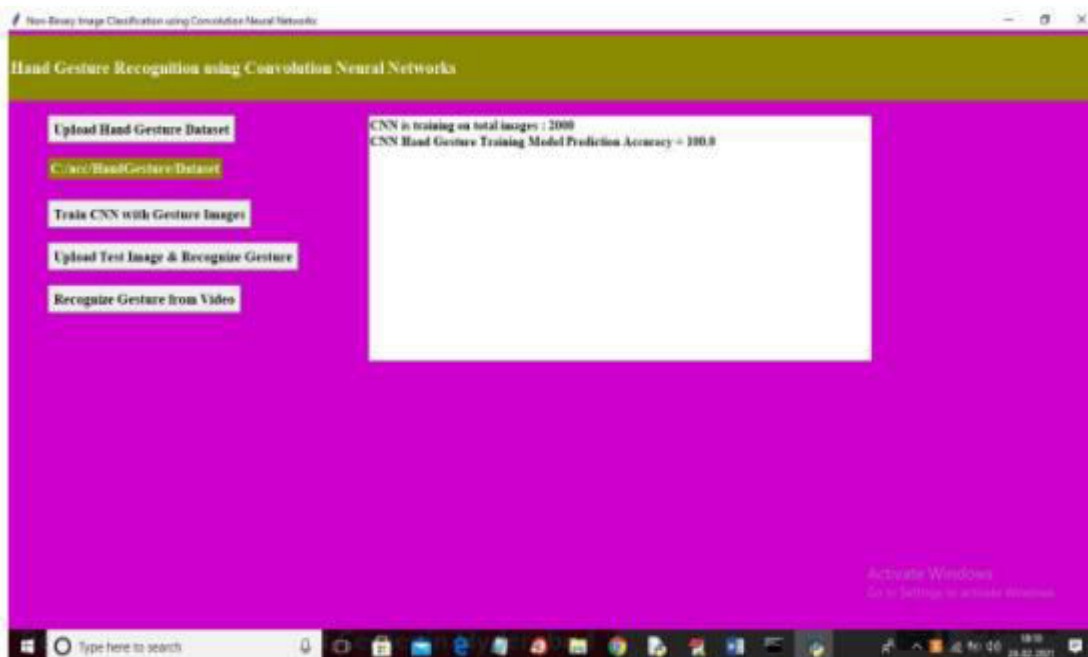 Non-Binary Image Classification using Convolution Neural Networks
Hand Gesture Recognition using Convolution Neural Networks
Upload Hand Gesture Dataset
CNN is training on total images : 2000
CNN Hand Gesture Training Model Prediction Accuracy = 100.0
HandGesture/Dataset
Train CNN with Gesture Images
Upload Test Image & Recognize Gesture
Recognize Gesture from Video
Activate Windows
Go to Settings to activate Windows.
Type here to search